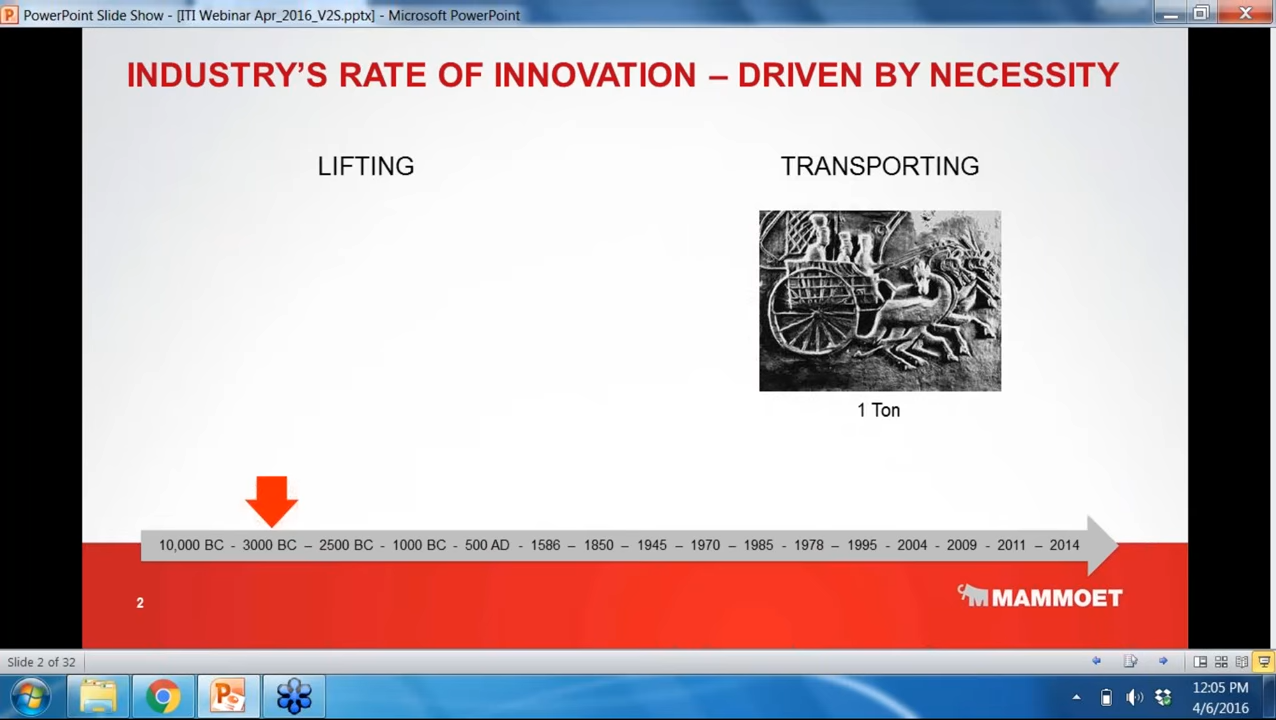 PowerPoint Slide Show - [ITI Webinar Apr_2016_V2S.pptx] - Microsoft PowerPoint
INDUSTRY'S RATE OF INNOVATION – DRIVEN BY NECESSITY
LIFTING
TRANSPORTING
1 Ton
10,000 BC - 3000 BC – 2500 BC - 1000 BC - 500 AD - 1586 – 1850 – 1945 – 1970 – 1985 - 1978 – 1995 - 2004 - 2009 - 2011 – 2014
2
MAMMOET
Slide 2 of 32
12:05 PM
4/6/2016